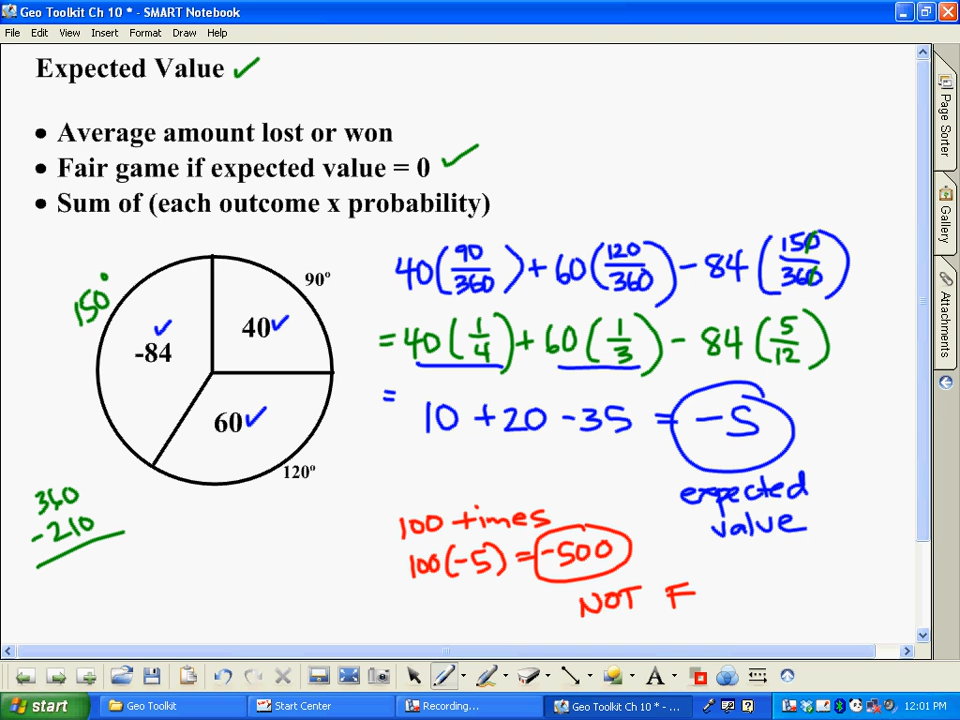 Geo Toolkit Ch 10 * - SMART Notebook
File Edit View Insert Format Draw Help
Expected Value ✓
• Average amount lost or won
• Fair game if expected value = 0 ✓
• Sum of (each outcome x probability)
40(90/360) + 60(120/360) - 84(150/360)
= 40(1/4) + 60(1/3) - 84(5/12)
= 10 + 20 - 35 = -5
expected
value
150°
90º
-84 ✓
40 ✓
60 ✓
120º
360
-210
100 times
100(-5) = -500
NOT F
Page Sorter
Gallery
Attachments
start
Geo Toolkit
Start Center
Recording...
Geo Toolkit Ch 10 * - ...
12:01 PM